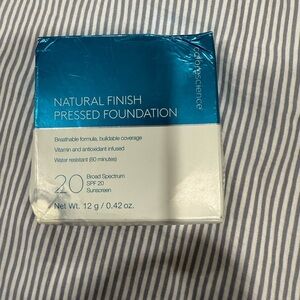 colorescience
NATURAL FINISH
PRESSED FOUNDATION
Breathable formula, buildable coverage
Vitamin and antioxidant infused
Water resistant (80 minutes)
20
Broad Spectrum
SPF 20
Sunscreen
Net Wt. 12 g / 0.42 oz.